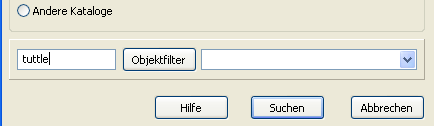 Andere Kataloge
tuttle Objektfilter
Hilfe Suchen Abbrechen